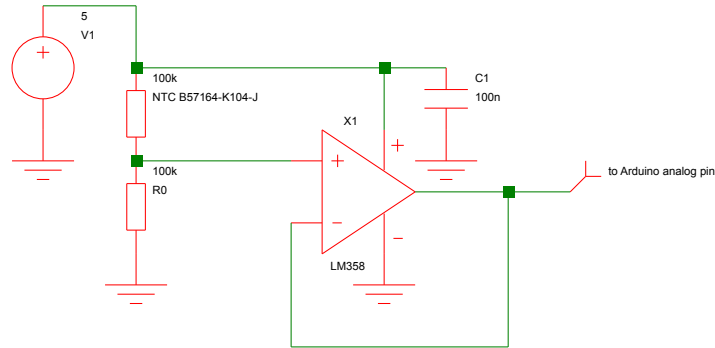 5
V1
100k
NTC B57164-K104-J
C1
100n
X1
+
+
100k
R0
-
-
LM358
to Arduino analog pin
+